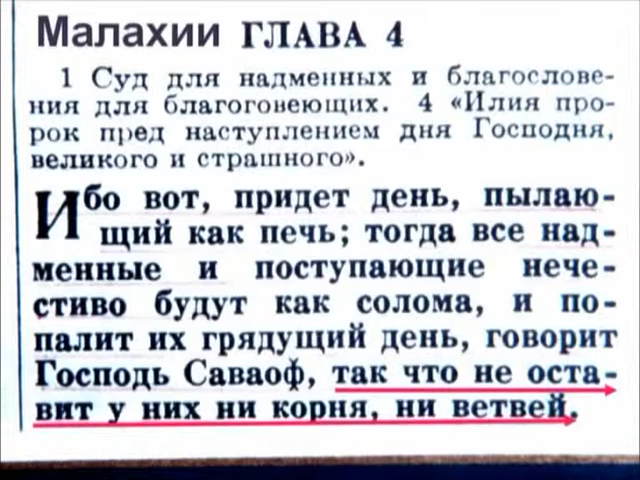 Малахии ГЛАВА 4
1 Суд для надменных и благослове-
ния для благоговеющих. 4 «Илия про-
рок пред наступлением дня Господня,
великого и страшного».
Ибо вот, придет день, пылаю-
щий как печь; тогда все над-
менные и поступающие нече-
стиво будут как солома, и по-
палит их грядущий день, говорит
Господь Саваоф, так что не оста-
вит у них ни корня, ни ветвей.